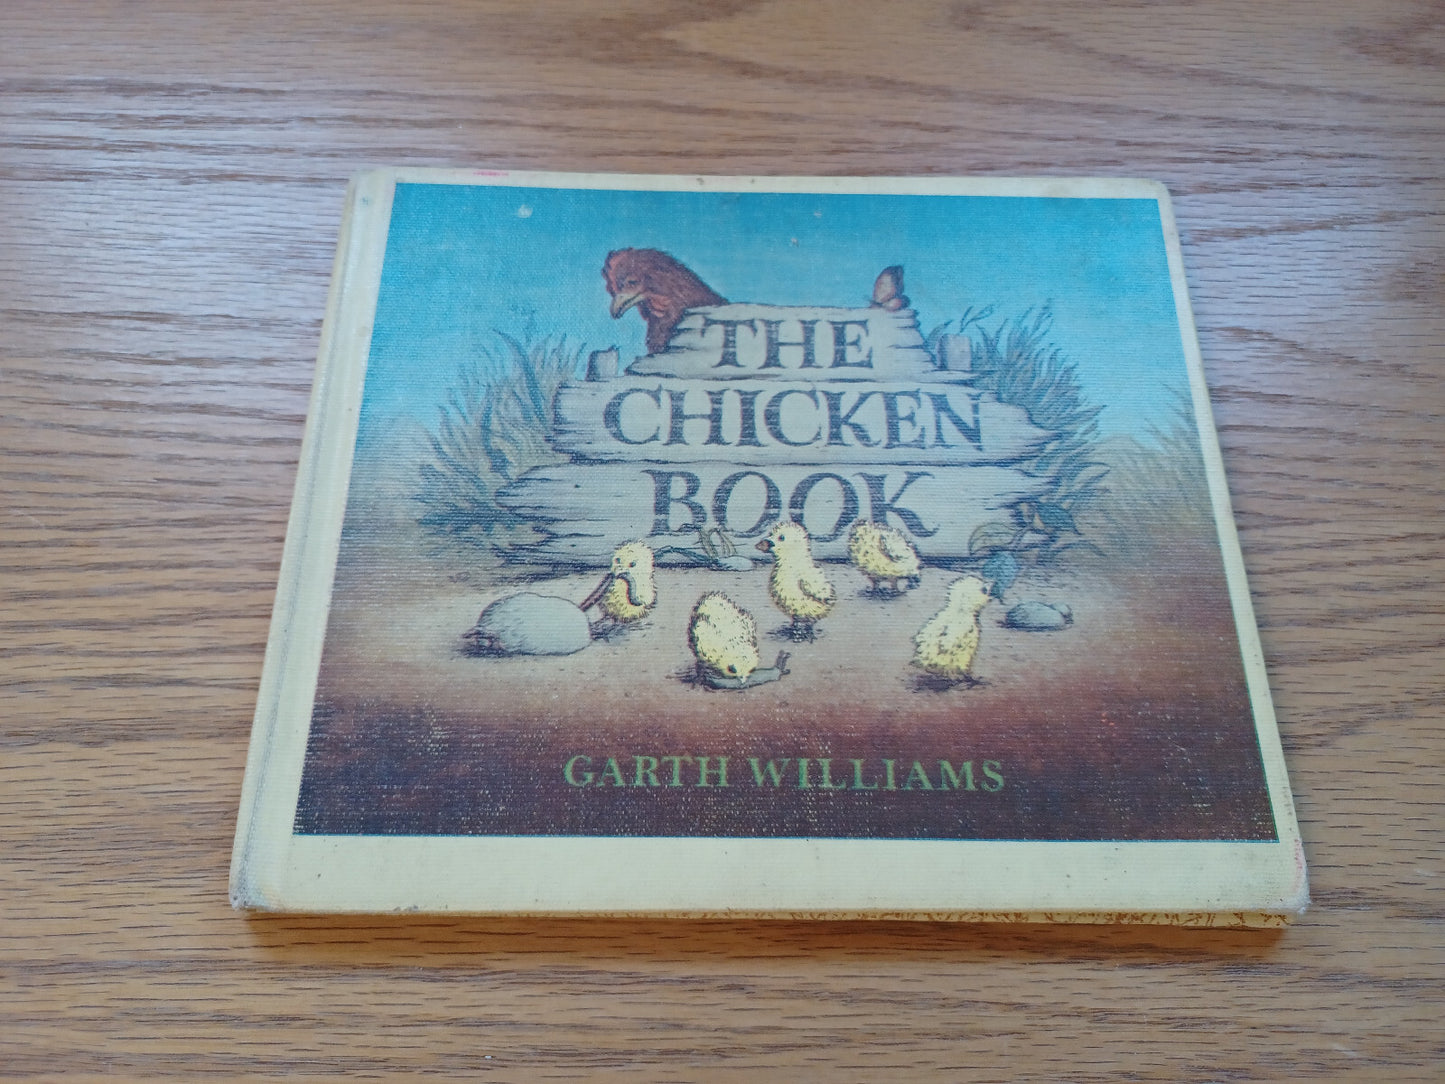 THE
CHICKEN
BOOK
GARTH WILLIAMS